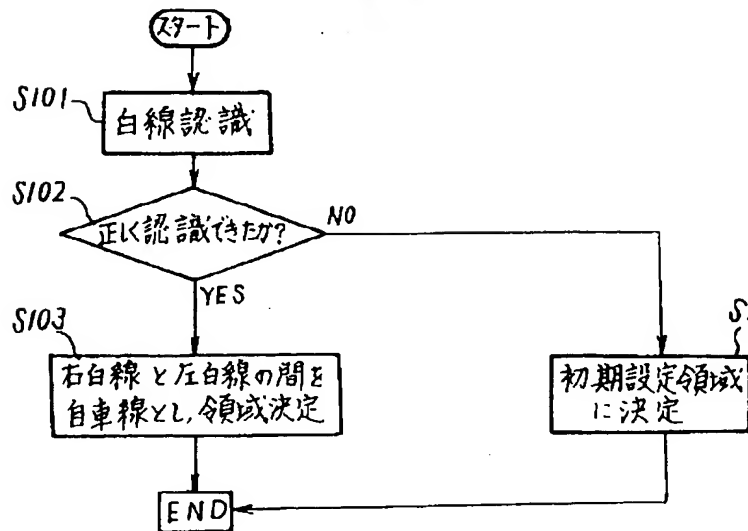 スタート
S101
白線認識
S102
正しく認識できたか?
NO
YES
S103
右白線と左白線の間を
自車線とし,領域決定
S
初期設定領域
に決定
END